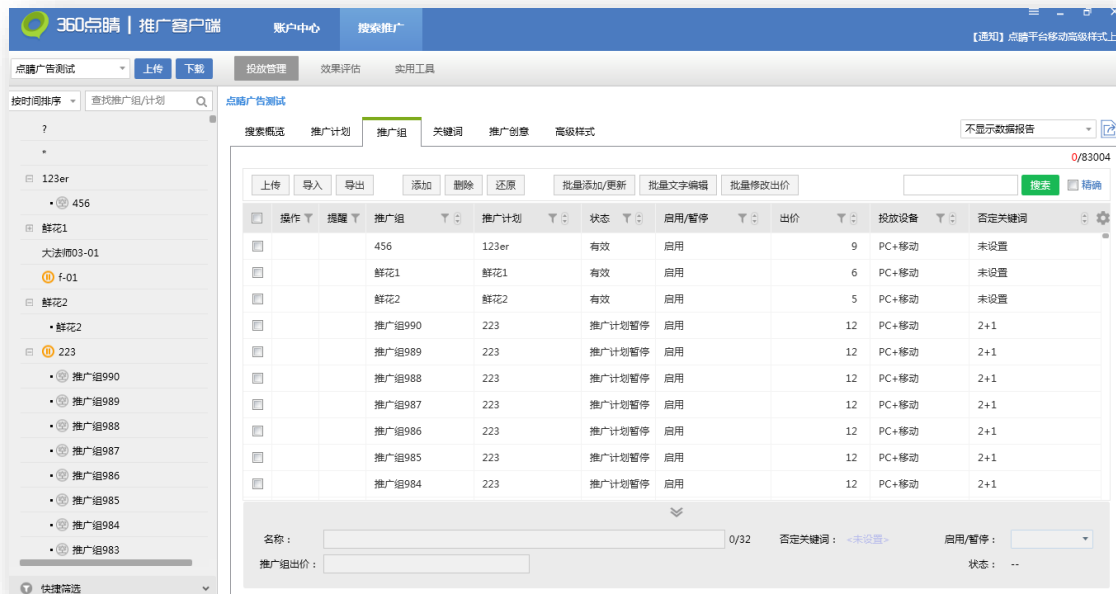 360点睛 | 推广客户端
账户中心 搜索推广
【通知】点睛平台移动高级样式上
点睛广告测试 上传 下载
投放管理 效果评估 实用工具
按时间排序 查找推广组/计划
?
*
123er
456
鲜花1
大法师03-01
f-01
鲜花2
鲜花2
223
推广组990
推广组989
推广组988
推广组987
推广组986
推广组985
推广组984
推广组983
快捷筛选
点睛广告测试
搜索概览 推广计划 推广组 关键词 推广创意 高级样式
不显示数据报告
0/83004
上传 导入 导出 添加 删除 还原 批量添加/更新 批量文字编辑 批量修改出价 搜索 精确
操作 提醒 推广组 推广计划 状态 启用/暂停 出价 投放设备 否定关键词
456 123er 有效 启用 9 PC+移动 未设置
鲜花1 鲜花1 有效 启用 6 PC+移动 未设置
鲜花2 鲜花2 有效 启用 5 PC+移动 未设置
推广组990 223 推广计划暂停 启用 12 PC+移动 2+1
推广组989 223 推广计划暂停 启用 12 PC+移动 2+1
推广组988 223 推广计划暂停 启用 12 PC+移动 2+1
推广组987 223 推广计划暂停 启用 12 PC+移动 2+1
推广组986 223 推广计划暂停 启用 12 PC+移动 2+1
推广组985 223 推广计划暂停 启用 12 PC+移动 2+1
推广组984 223 推广计划暂停 启用 12 PC+移动 2+1
名称： 0/32 否定关键词： <未设置> 启用/暂停：
推广组出价： 状态： --